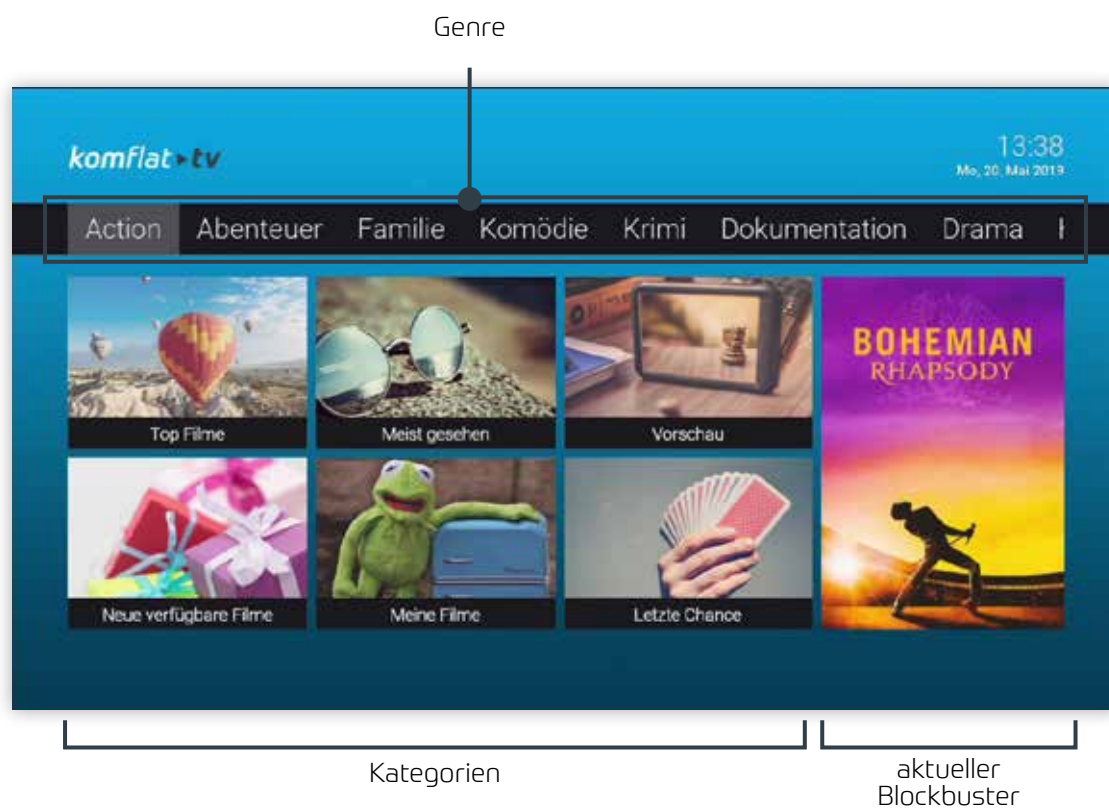 Genre
komflat tv
13:38
Mo, 20. Mai 2019
Action Abenteuer Familie Komödie Krimi Dokumentation Drama
BOHEMIAN
RHAPSODY
Top Filme
Meist gesehen
Vorschau
Neue verfügbare Filme
Meine Filme
Letzte Chance
Kategorien
aktueller
Blockbuster